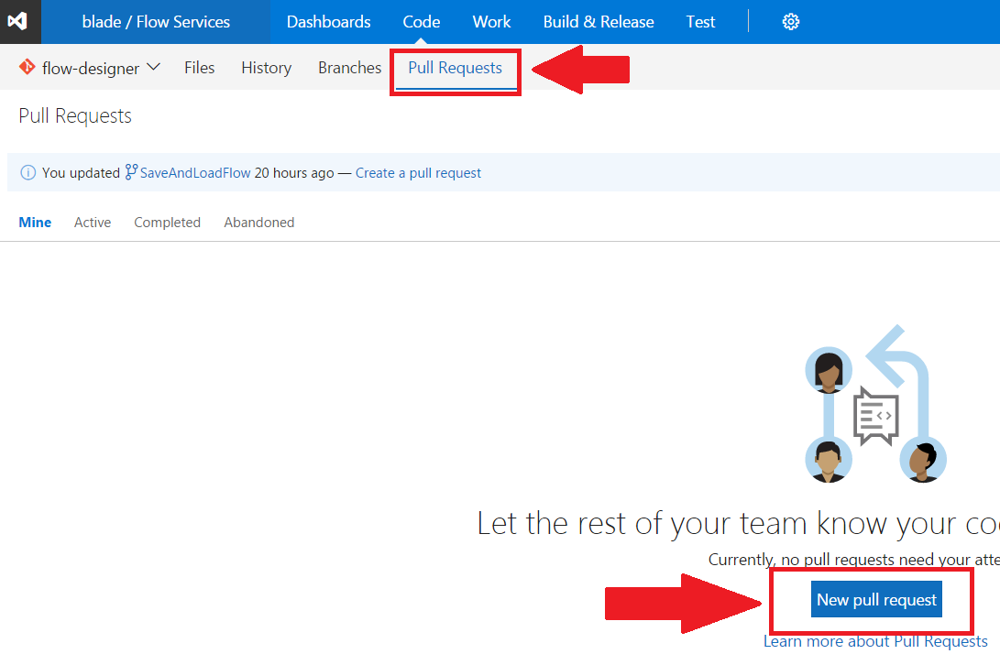 blade / Flow Services Dashboards Code Work Build & Release Test
flow-designer Files History Branches Pull Requests
Pull Requests
You updated SaveAndLoadFlow 20 hours ago — Create a pull request
Mine Active Completed Abandoned
Let the rest of your team know your co
Currently, no pull requests need your atte
New pull request
Learn more about Pull Requests